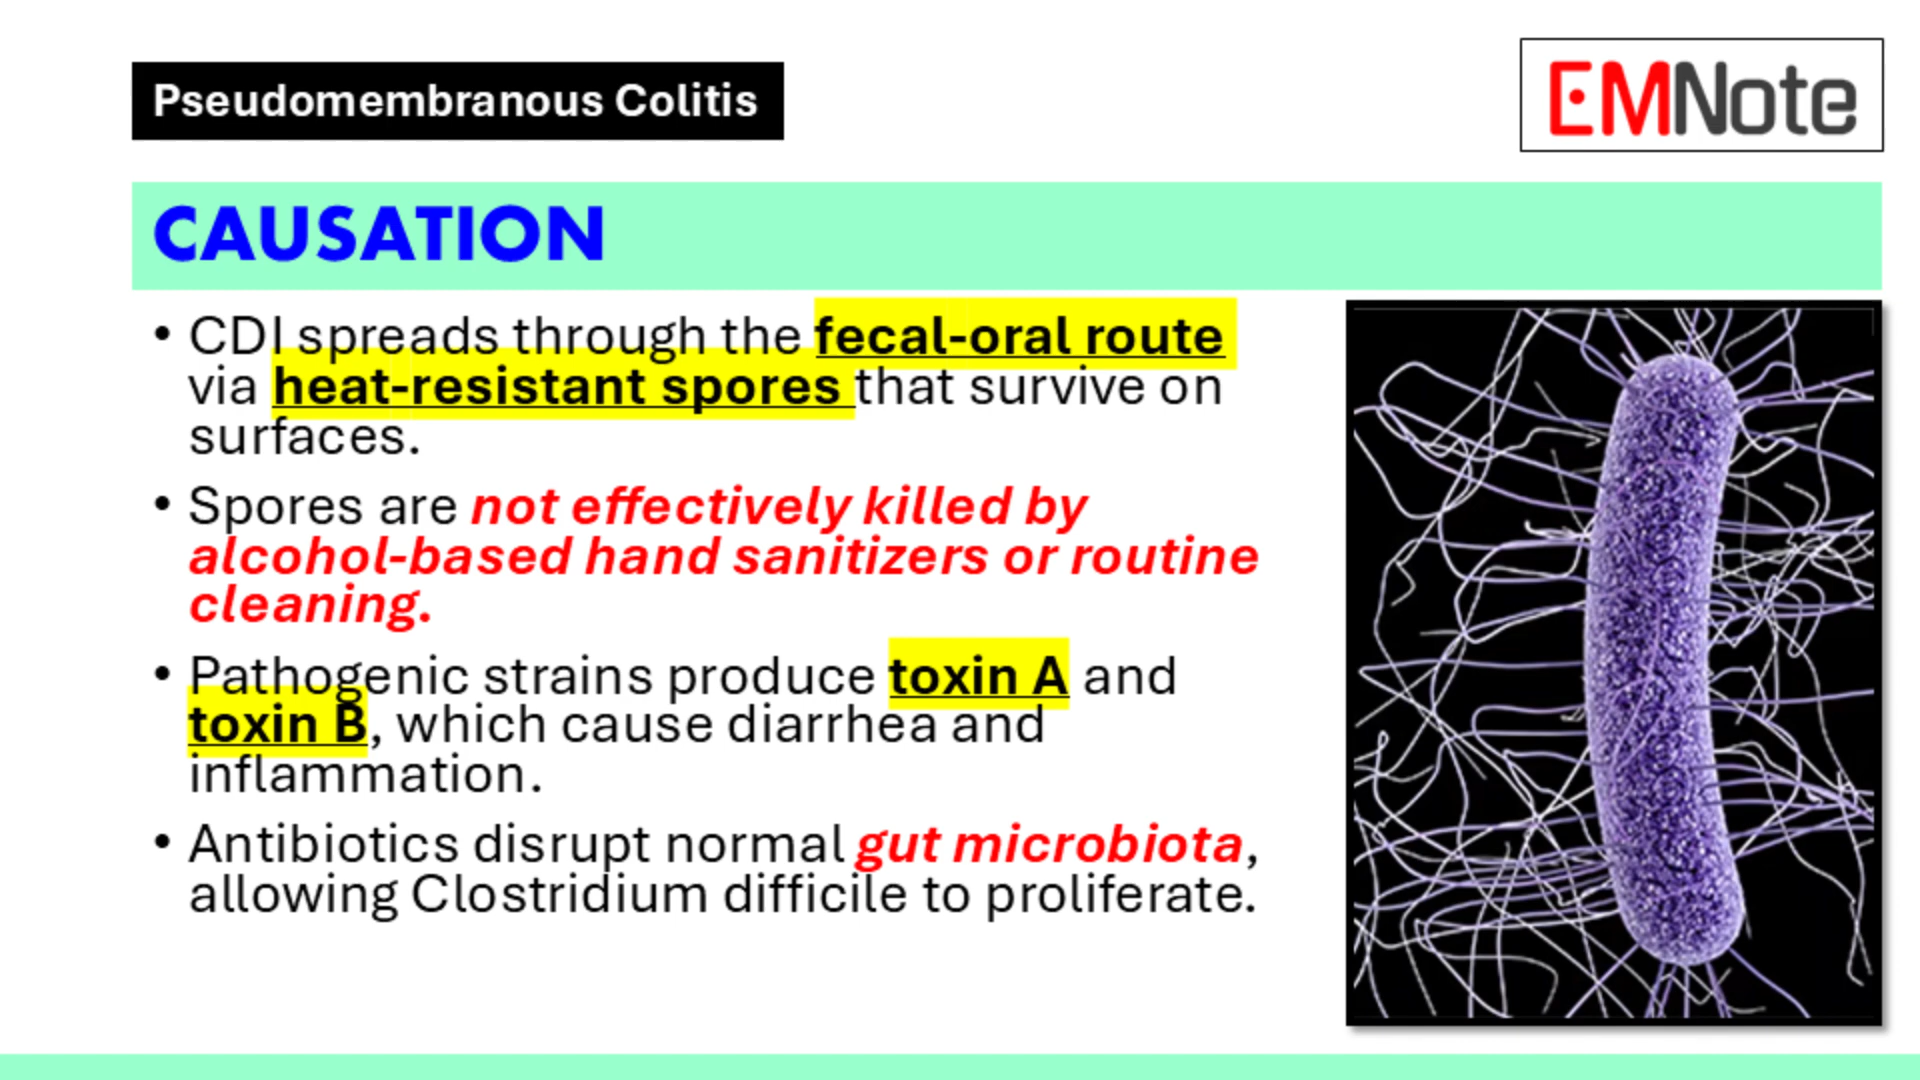 Pseudomembranous Colitis
EMNote
CAUSATION
• CDI spreads through the fecal-oral route
via heat-resistant spores that survive on
surfaces.
• Spores are not effectively killed by
alcohol-based hand sanitizers or routine
cleaning.
• Pathogenic strains produce toxin A and
toxin B, which cause diarrhea and
inflammation.
• Antibiotics disrupt normal gut microbiota,
allowing Clostridium difficile to proliferate.